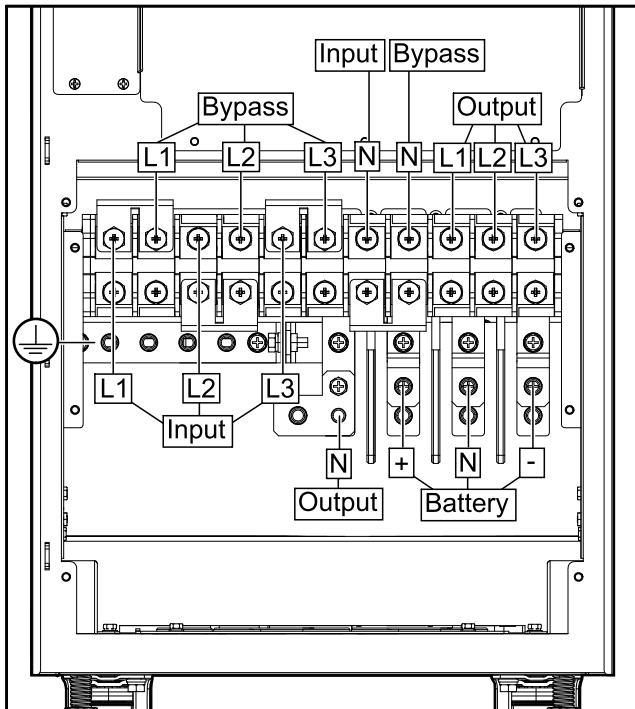 Input Bypass
Bypass Output
L1 L2 L3 N N L1 L2 L3
L1 L2 L3
Input
N + N -
Output Battery